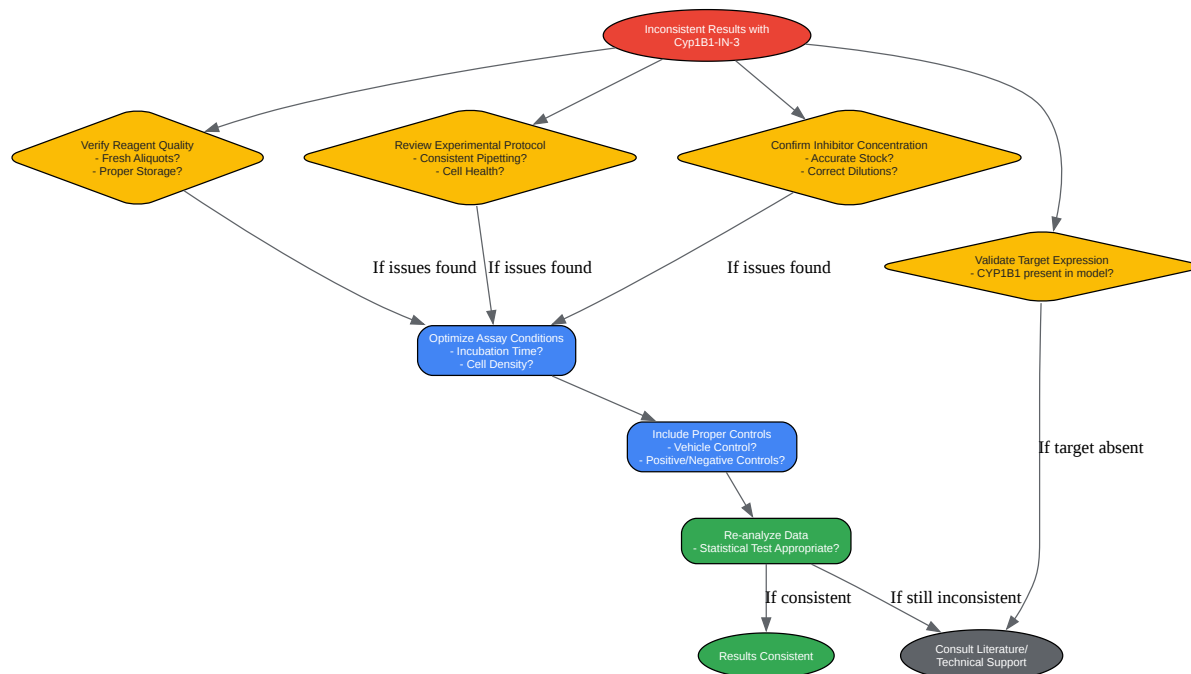 Inconsistent Results with
Cyp1B1-IN-3
Verify Reagent Quality
- Fresh Aliquots?
- Proper Storage?
Review Experimental Protocol
- Consistent Pipetting?
- Cell Health?
Confirm Inhibitor Concentration
- Accurate Stock?
- Correct Dilutions?
Validate Target Expression
- CYP1B1 present in model?
If issues found
If issues found
If issues found
Optimize Assay Conditions
- Incubation Time?
- Cell Density?
Include Proper Controls
- Vehicle Control?
- Positive/Negative Controls?
If target absent
Re-analyze Data
- Statistical Test Appropriate?
If consistent
If still inconsistent
Results Consistent
Consult Literature/
Technical Support